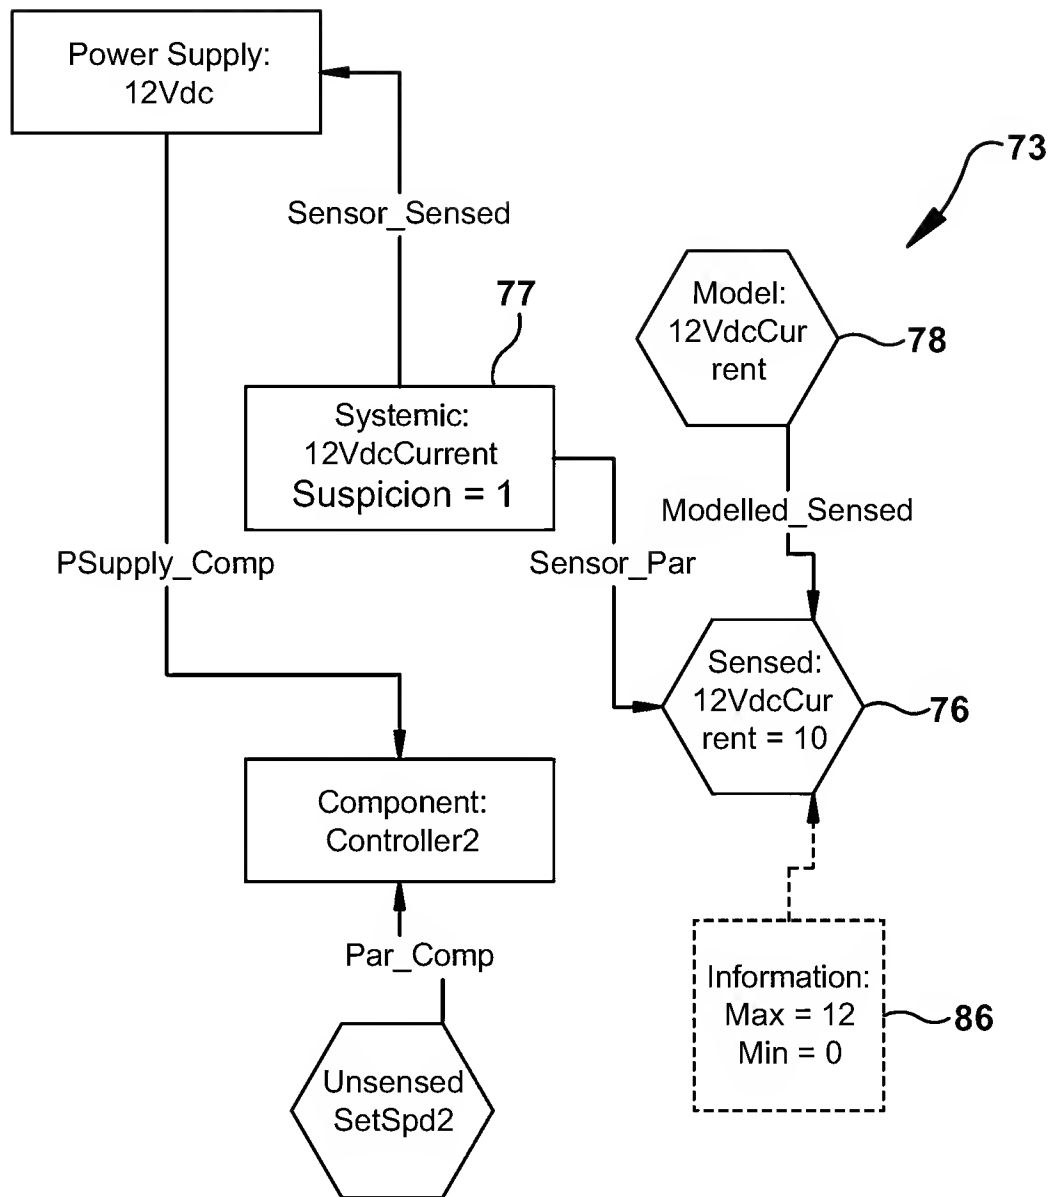 Power Supply:
12Vdc
73
Sensor_Sensed
77
Model:
12VdcCur
rent
78
Systemic:
12VdcCurrent
Suspicion = 1
Modelled_Sensed
PSupply_Comp
Sensor_Par
Sensed:
12VdcCur
rent = 10
76
Component:
Controller2
Par_Comp
Information:
Max = 12
Min = 0
86
Unsensed
SetSpd2